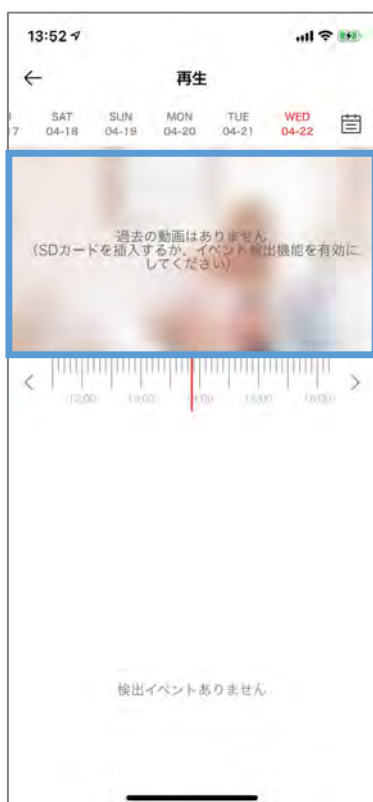 13:52
再生
SAT SUN MON TUE WED
17 04-18 04-19 04-20 04-21 04-22
過去の動画はありません
(SDカードを挿入するか、イベント検出機能を有効に
してください)
12:00 13:00 14:00 15:00 16:00
検出イベントありません